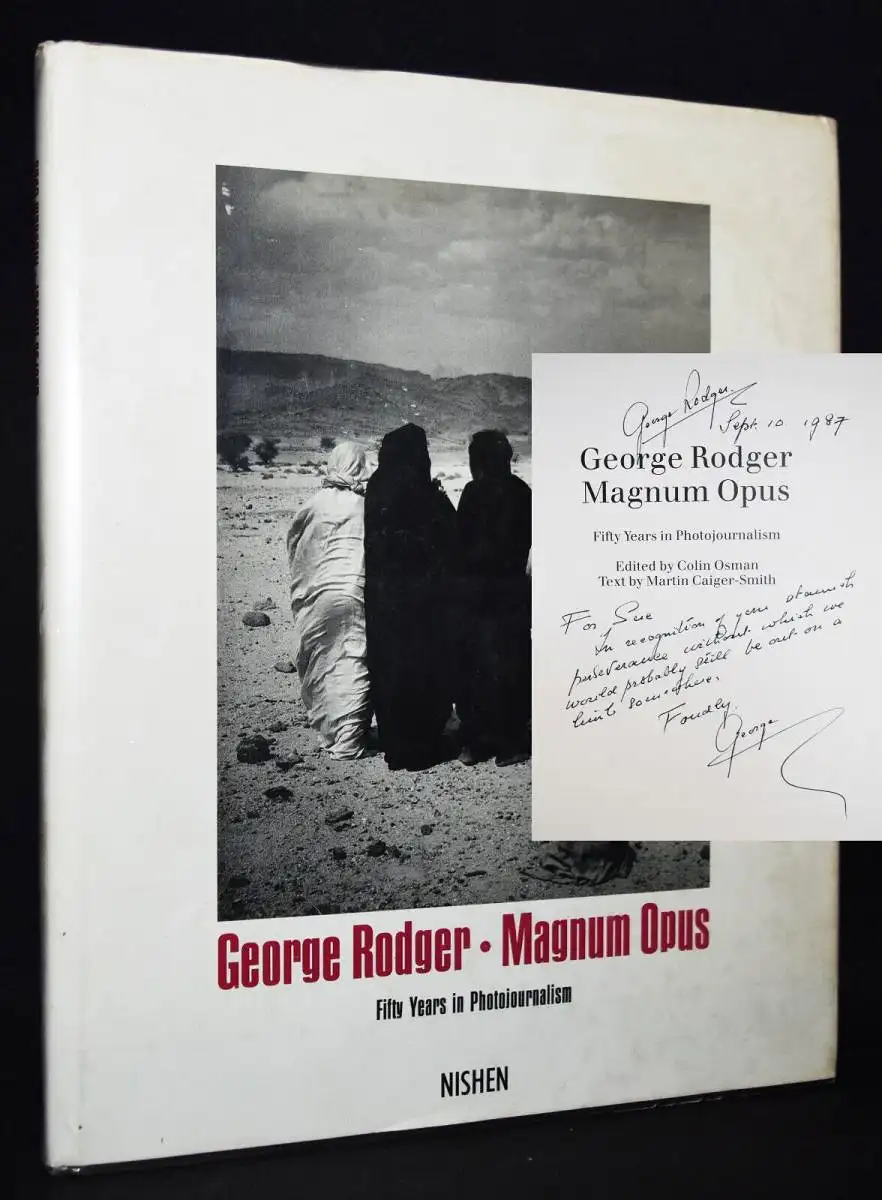 George Rodger • Magnum Opus
Fifty Years in Photojournalism
NISHEN
George Rodger.
Sept. 10 1987
George Rodger
Magnum Opus
Fifty Years in Photojournalism
Edited by Colin Osman
Text by Martin Caiger-Smith
For Sue
In recognition of your staunch
perseverance without which we
would probably still be out on a
limb somewhere.
Fondly.
George